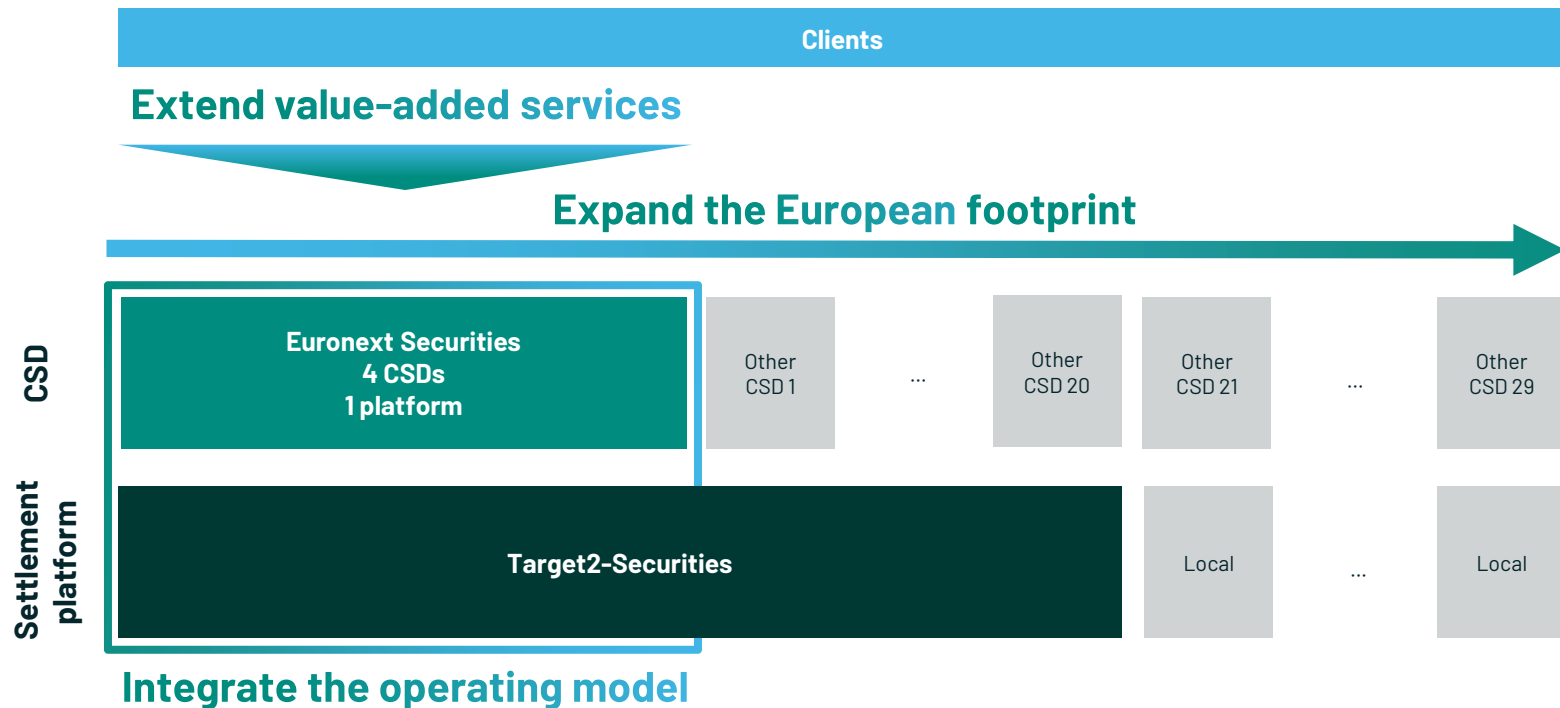 Clients
Extend value-added services
Expand the European footprint
CSD
Euronext Securities
4 CSDs
1 platform
Other
CSD 1
...
Other
CSD 20
Other
CSD 21
...
Other
CSD 29
Settlement
platform
Target2-Securities
Local
...
Local
Integrate the operating model